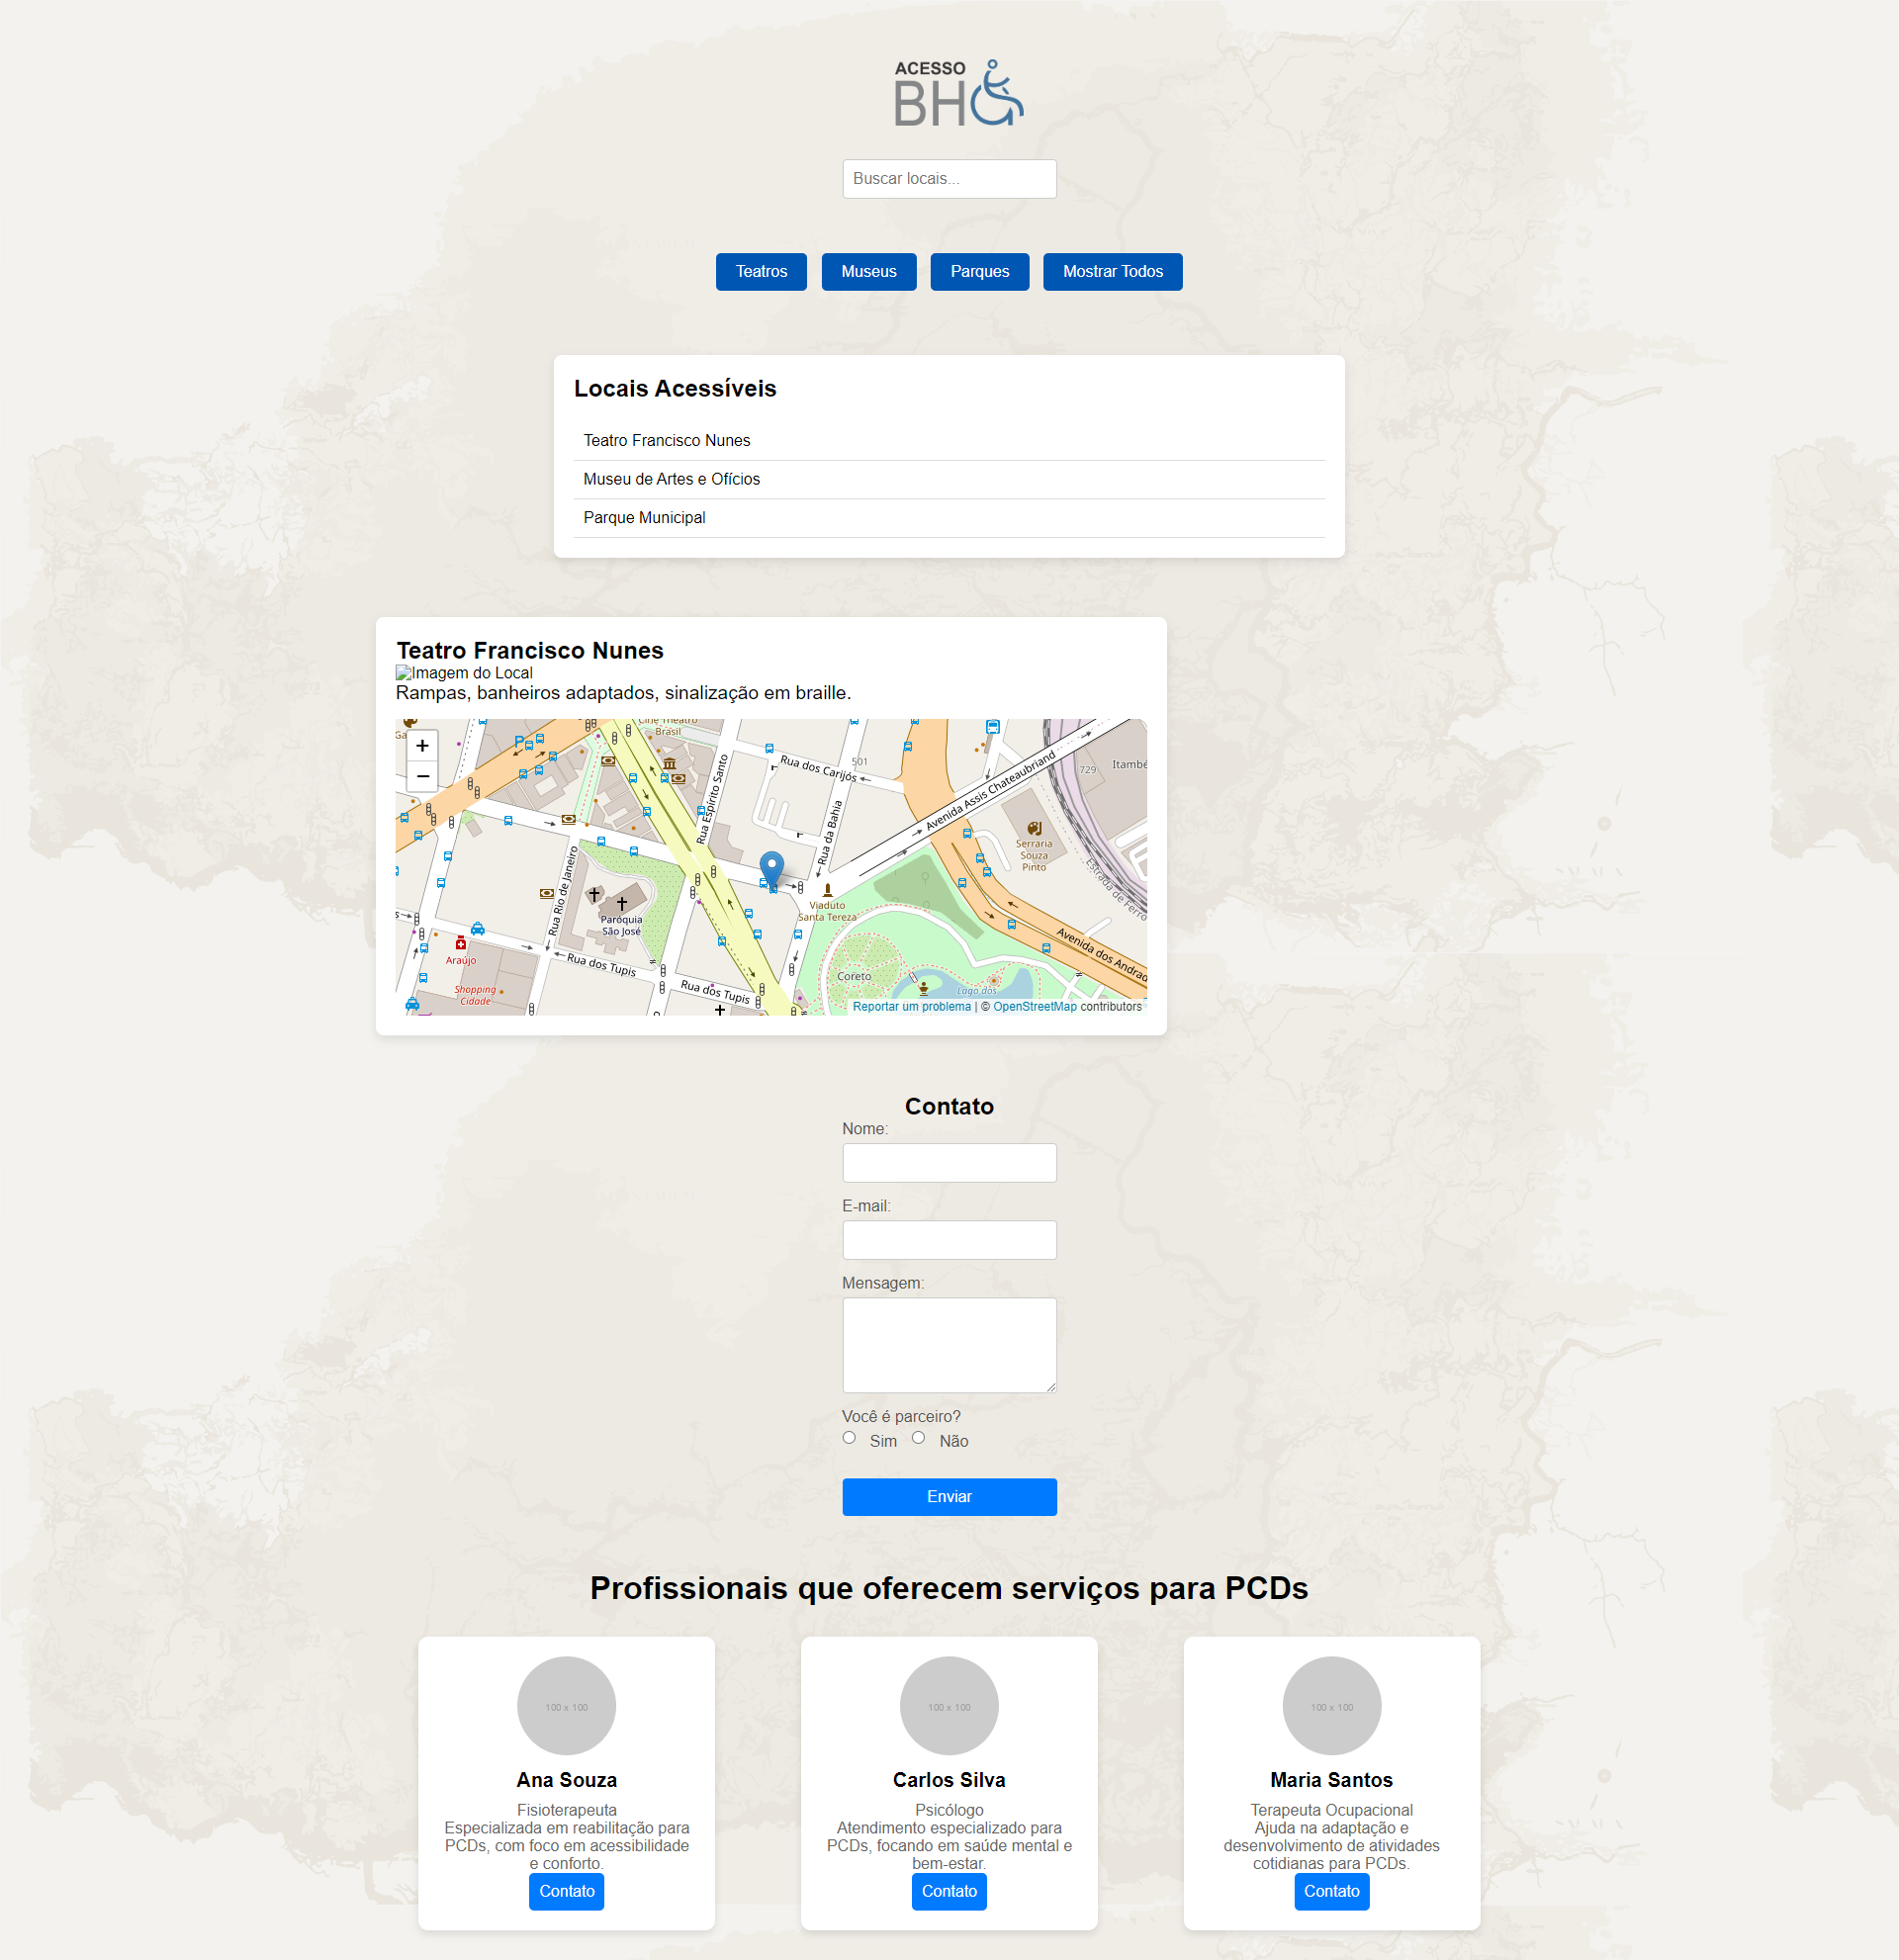 ACESSO
BH
Buscar locais...
Teatros
Museus
Parques
Mostrar Todos
Locais Acessíveis
Teatro Francisco Nunes
Museu de Artes e Ofícios
Parque Municipal
Teatro Francisco Nunes
Imagem do Local
Rampas, banheiros adaptados, sinalização em braille.
+
−
P
Cine Theatro
Brasil
Rua Espírito Santo
Rua dos Carijós
501
Rua da Bahia
Avenida Assis Chateaubriand
729
Itambé
Serraria
Souza
Pinto
Estrada de Ferro
Rua Rio de Janeiro
Paróquia
São José
Viaduto
Santa Tereza
Araújo
Rua dos Tupis
Rua dos Tupis
Shopping
Cidade
Coreto
Lago dos
Avenida dos Andrad
Reportar um problema | © OpenStreetMap contributors
Contato
Nome:
E-mail:
Mensagem:
Você é parceiro?
Sim
Não
Enviar
Profissionais que oferecem serviços para PCDs
100 x 100
Ana Souza
Fisioterapeuta
Especializada em reabilitação para
PCDs, com foco em acessibilidade
e conforto.
Contato
100 x 100
Carlos Silva
Psicólogo
Atendimento especializado para
PCDs, focando em saúde mental e
bem-estar.
Contato
100 x 100
Maria Santos
Terapeuta Ocupacional
Ajuda na adaptação e
desenvolvimento de atividades
cotidianas para PCDs.
Contato